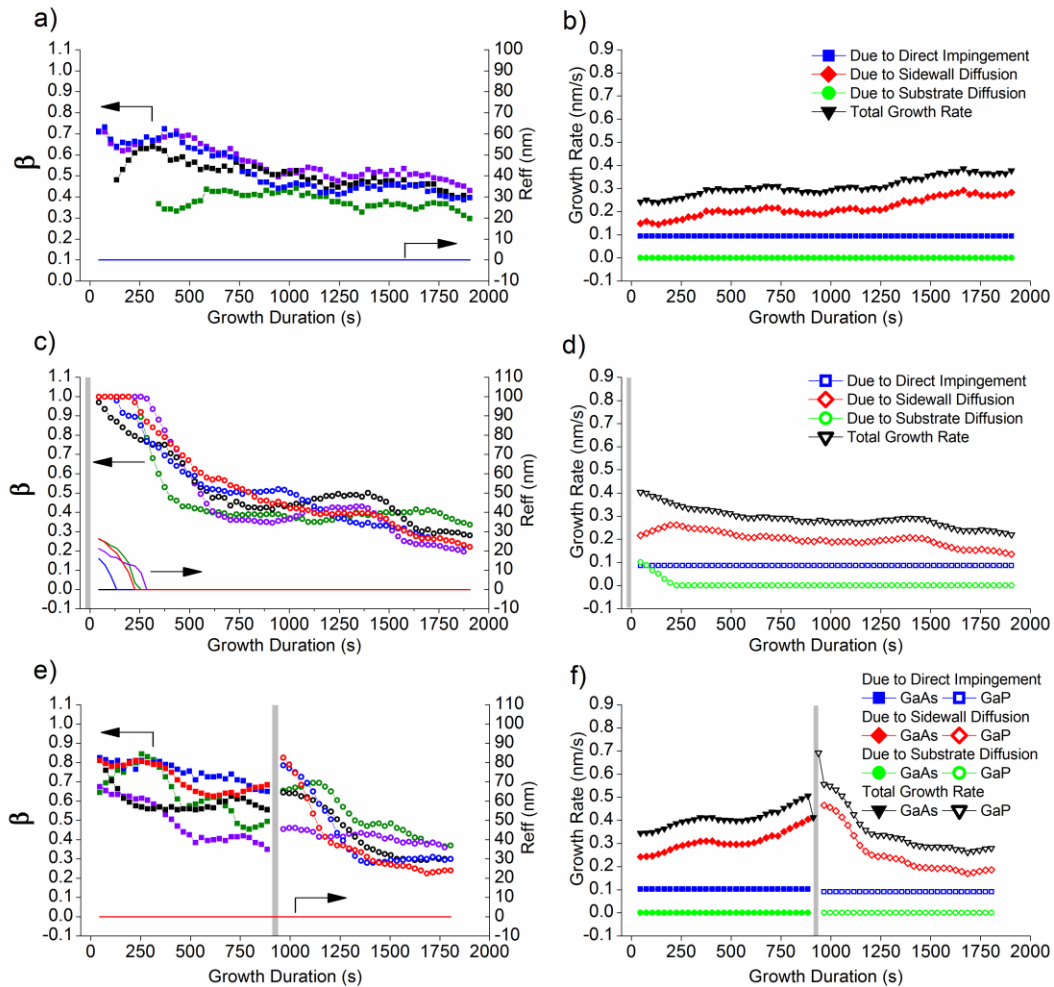 a)
1.1
1.0
0.9
0.8
0.7
0.6
0.5
0.4
0.3
0.2
0.1
0.0
β
100
90
80
70
60
50
40
30
20
10
0
-10
Reff (nm)
0 250 500 750 1000 1250 1500 1750 2000
Growth Duration (s)
b)
0.9
0.8
0.7
0.6
0.5
0.4
0.3
0.2
0.1
0.0
-0.1
Growth Rate (nm/s)
Due to Direct Impingement
Due to Sidewall Diffusion
Due to Substrate Diffusion
Total Growth Rate
0 250 500 750 1000 1250 1500 1750 2000
Growth Duration (s)
c)
1.1
1.0
0.9
0.8
0.7
0.6
0.5
0.4
0.3
0.2
0.1
0.0
-0.1
β
110
100
90
80
70
60
50
40
30
20
10
0
-10
Reff (nm)
0 250 500 750 1000 1250 1500 1750 2000
Growth Duration (s)
d)
0.9
0.8
0.7
0.6
0.5
0.4
0.3
0.2
0.1
0.0
-0.1
Growth Rate (nm/s)
Due to Direct Impingement
Due to Sidewall Diffusion
Due to Substrate Diffusion
Total Growth Rate
0 250 500 750 1000 1250 1500 1750 2000
Growth Duration (s)
e)
1.1
1.0
0.9
0.8
0.7
0.6
0.5
0.4
0.3
0.2
0.1
0.0
-0.1
β
110
100
90
80
70
60
50
40
30
20
10
0
-10
Reff (nm)
0 250 500 750 1000 1250 1500 1750 2000
Growth Duration (s)
f)
0.9
0.8
0.7
0.6
0.5
0.4
0.3
0.2
0.1
0.0
-0.1
Growth Rate (nm/s)
Due to Direct Impingement
GaAs GaP
Due to Sidewall Diffusion
GaAs GaP
Due to Substrate Diffusion
GaAs GaP
Total Growth Rate
GaAs GaP
0 250 500 750 1000 1250 1500 1750 2000
Growth Duration (s)